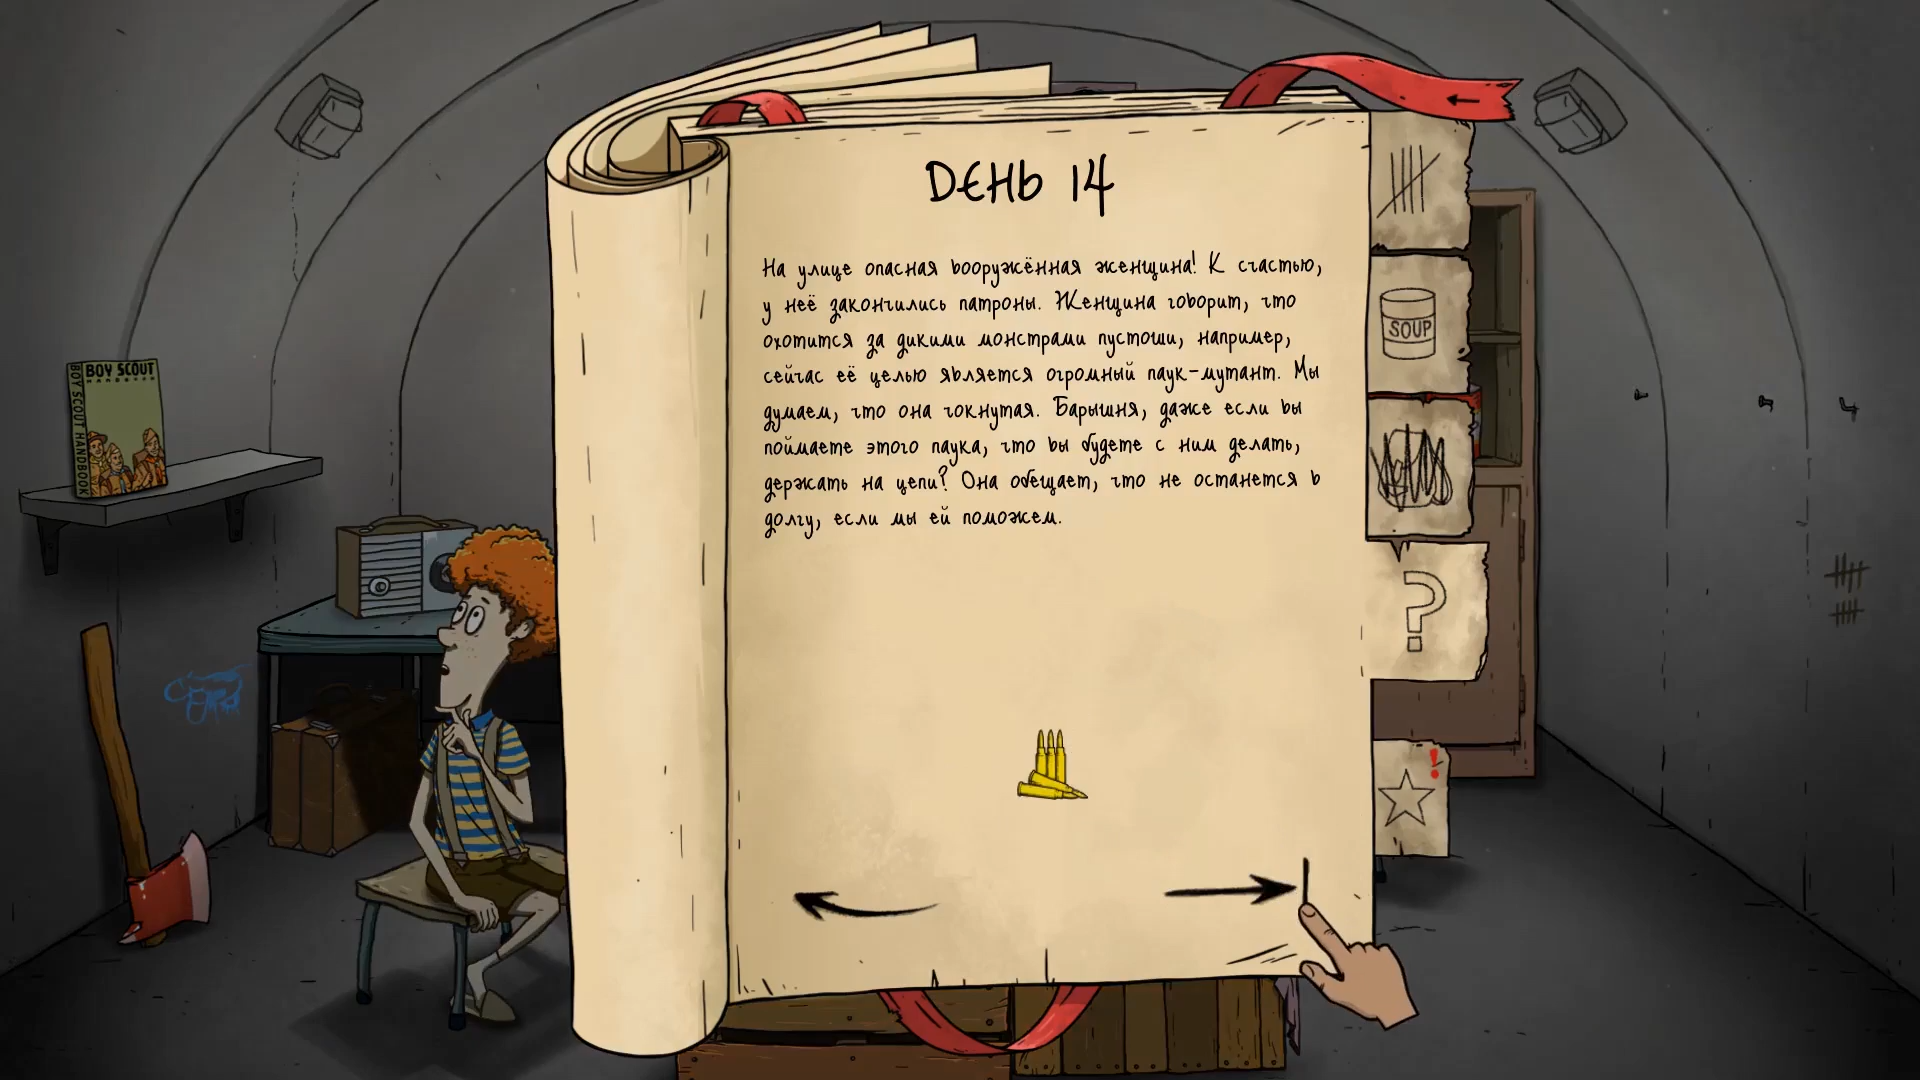 ДЕНЬ 14
На улице опасная вооружённая женщина! К счастью,
у неё закончились патроны. Женщина говорит, что
охотится за дикими монстрами пустоши, например,
сейчас её целью является огромный паук-мутант. Мы
думаем, что она чокнутая. Барышня, даже если вы
поймаете этого паука, что вы будете с ним делать,
держать на цепи? Она обещает, что не останется в
долгу, если мы ей поможем.
BOY SCOUT
HANDBOOK
BOY SCOUT HANDBOOK
SOUP